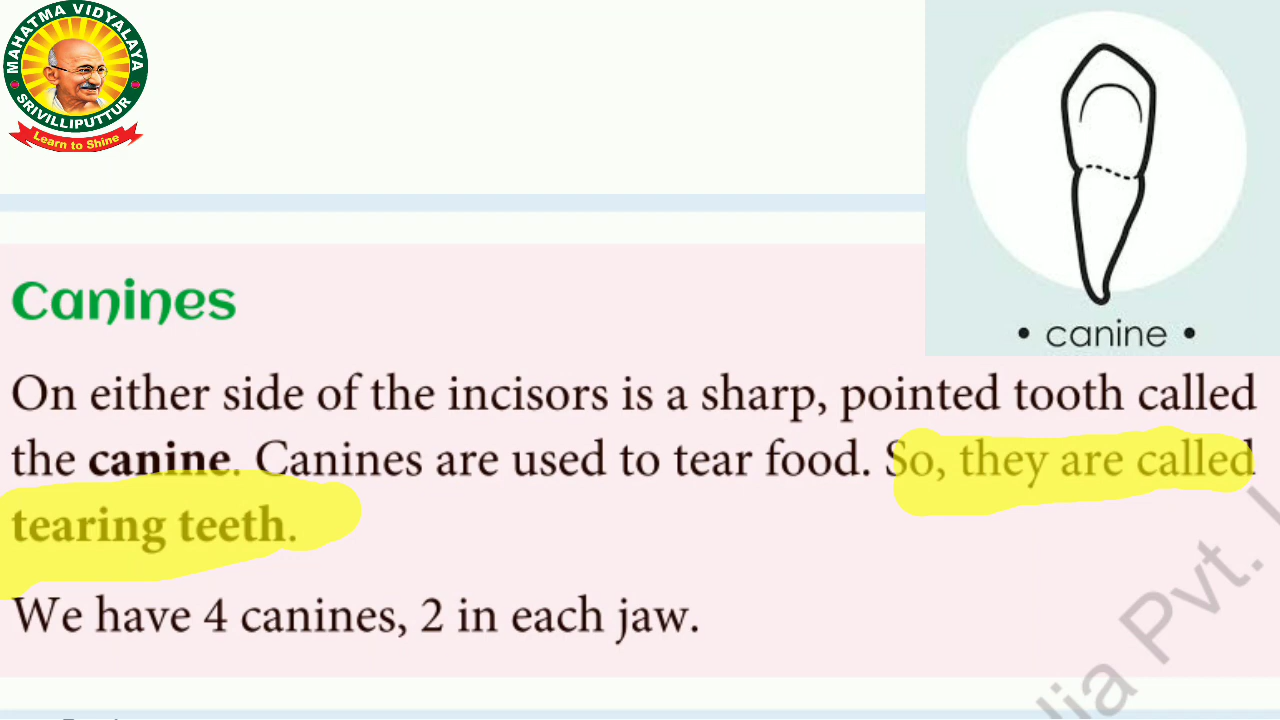 MAHATMA VIDYALAYA
SRIVILLIPUTTUR
Learn to Shine
• canine •
Canines
On either side of the incisors is a sharp, pointed tooth called
the canine. Canines are used to tear food. So, they are called
tearing teeth.
We have 4 canines, 2 in each jaw.
Pvt.